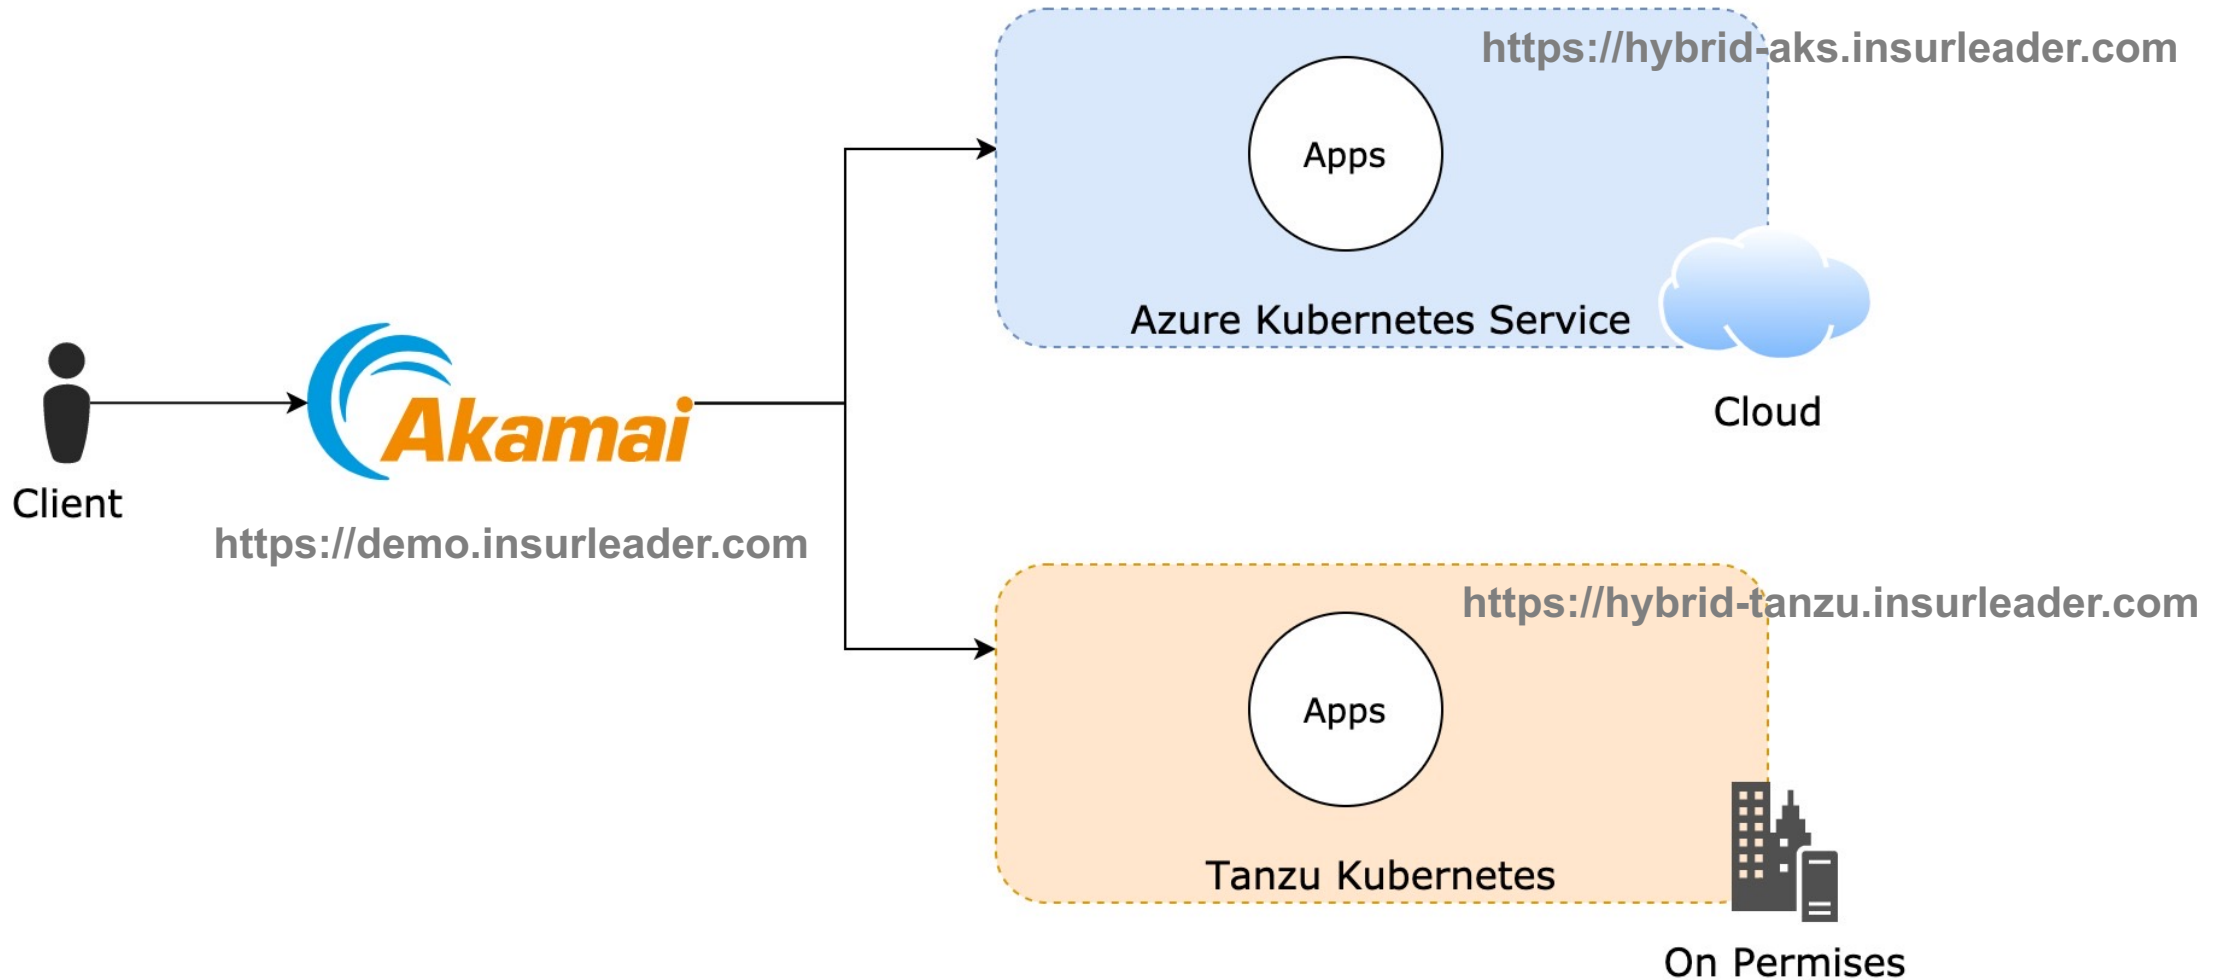 https://hybrid-aks.insurleader.com
Apps
Azure Kubernetes Service
Cloud
Client
Akamai
https://demo.insurleader.com
https://hybrid-tanzu.insurleader.com
Apps
Tanzu Kubernetes
On Permises